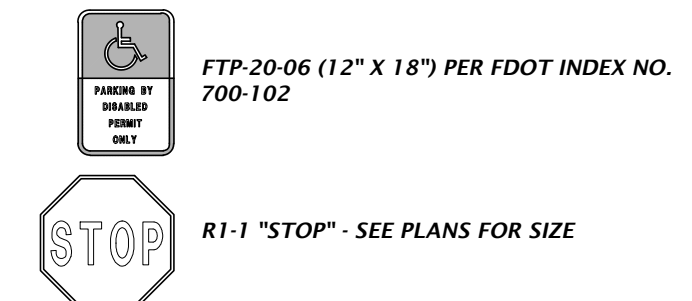 PARKING BY
DISABLED
PERMIT
ONLY
FTP-20-06 (12" X 18") PER FDOT INDEX NO.
700-102
STOP
R1-1 "STOP" - SEE PLANS FOR SIZE